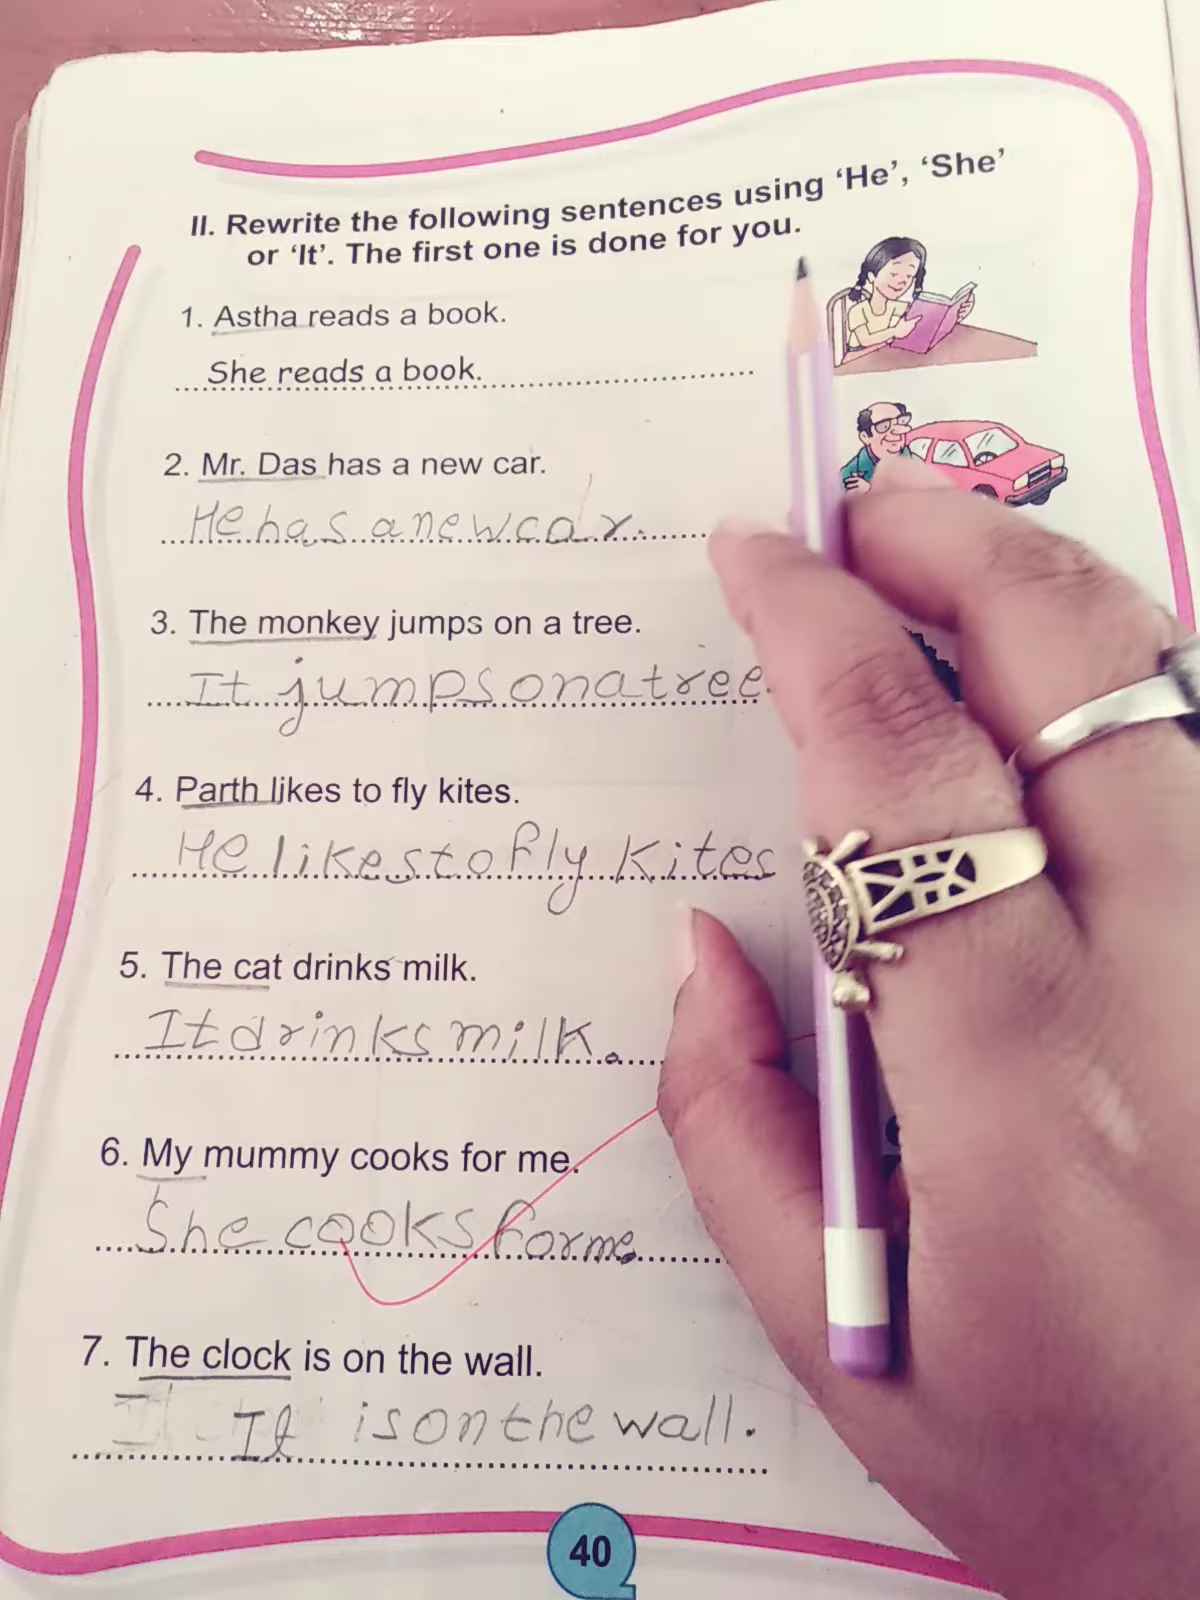 II. Rewrite the following sentences using ‘He’, ‘She’
or ‘It’. The first one is done for you.
1. Astha reads a book.
She reads a book.
2. Mr. Das has a new car.
He has a new car.
3. The monkey jumps on a tree.
It jumps on a tree.
4. Parth likes to fly kites.
He likes to fly kites
5. The cat drinks milk.
It drinks milk.
6. My mummy cooks for me.
She cooks for me.
7. The clock is on the wall.
It is on the wall.
40